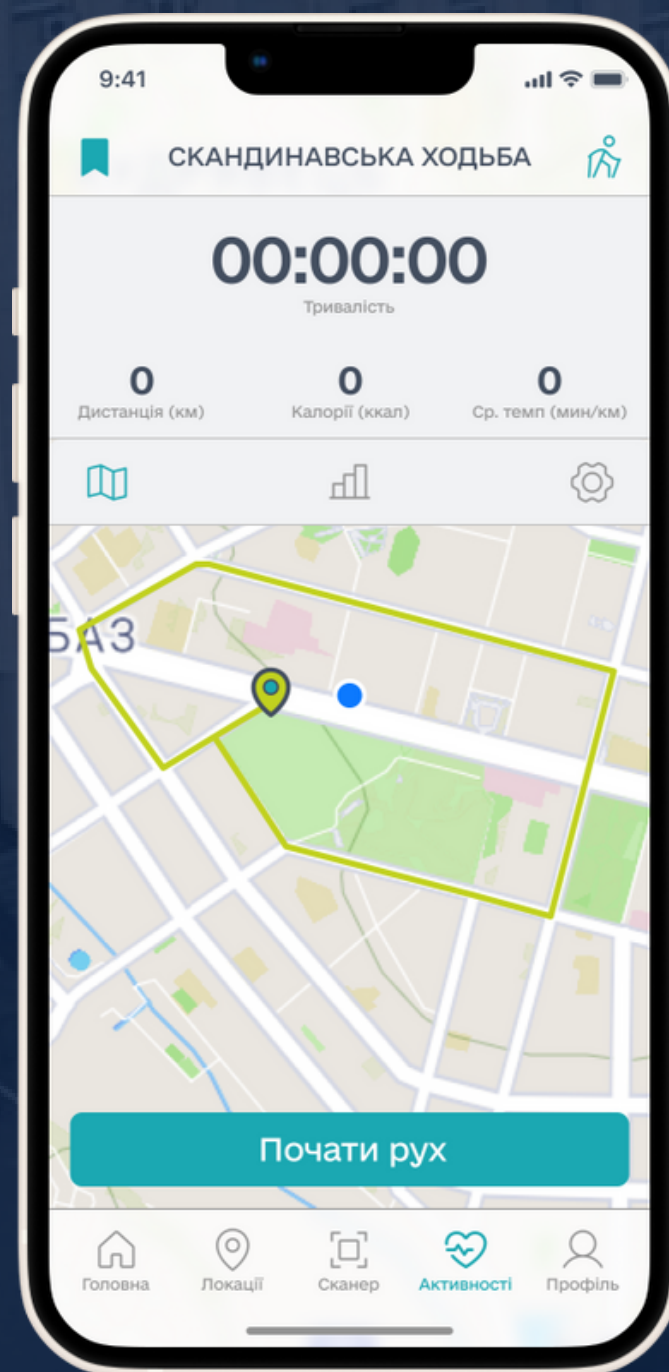 9:41
СКАНДИНАВСЬКА ХОДЬБА
00:00:00
Тривалість
0 0 0
Дистанція (км) Калорії (ккал) Ср. темп (мин/км)
БАЗ
Почати рух
Головна Локації Сканер Активності Профіль